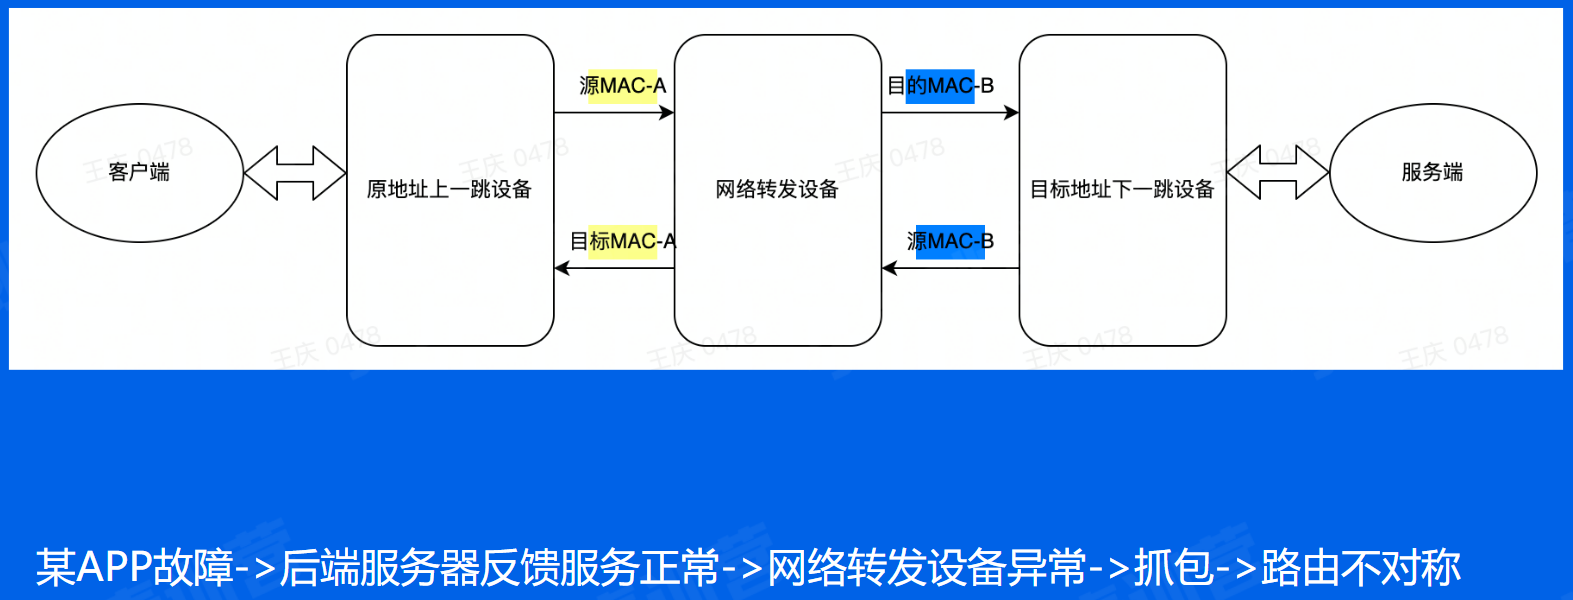 源MAC-A
目的MAC-B
客户端
原地址上一跳设备
网络转发设备
目标地址下一跳设备
服务端
目标MAC-A
源MAC-B
王庆 0478
王庆 0478
王庆 0478
王庆 0478
王庆 0478
王庆 0478
王庆 0478
王庆 0478
某APP故障->后端服务器反馈服务正常->网络转发设备异常->抓包->路由不对称